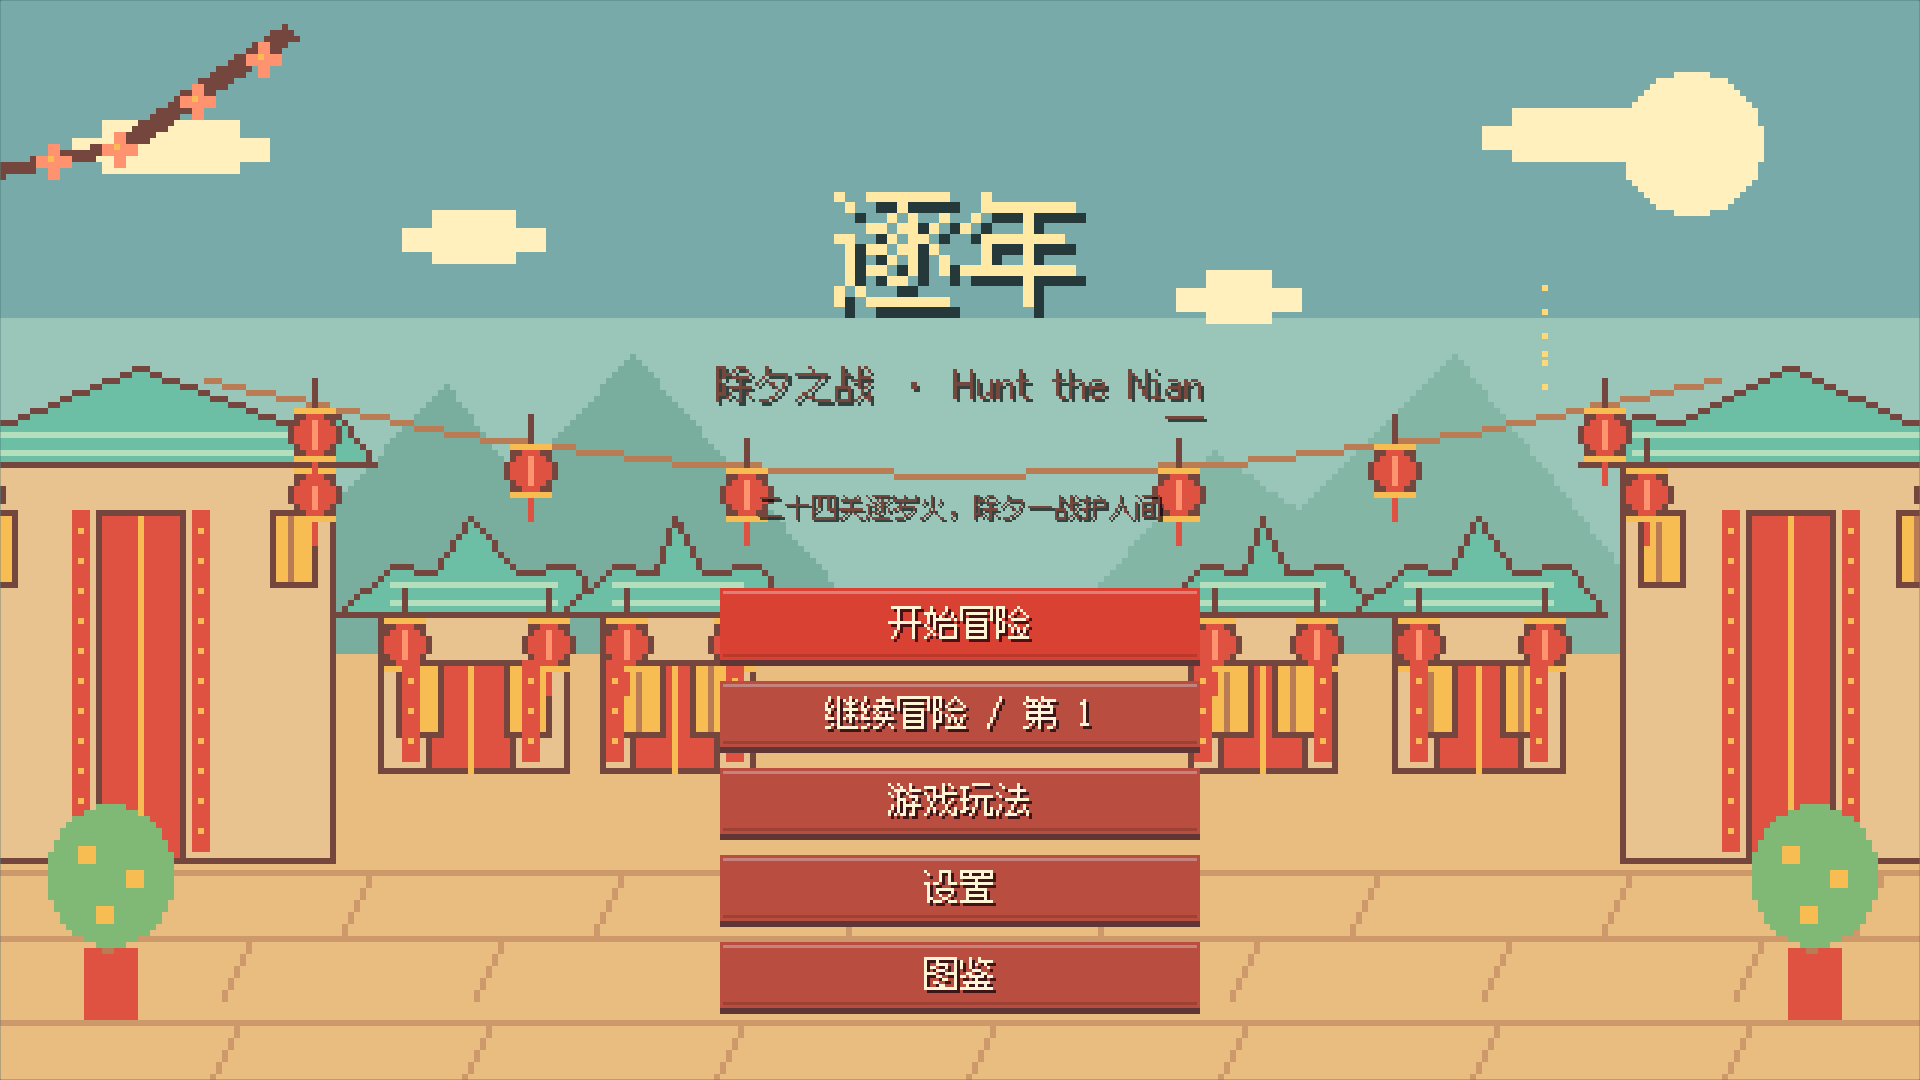 逐年
除夕之战 · Hunt the Nian
二十四关逐岁火，除夕一战护人间
开始冒险
继续冒险 / 第 1
游戏玩法
设置
图鉴